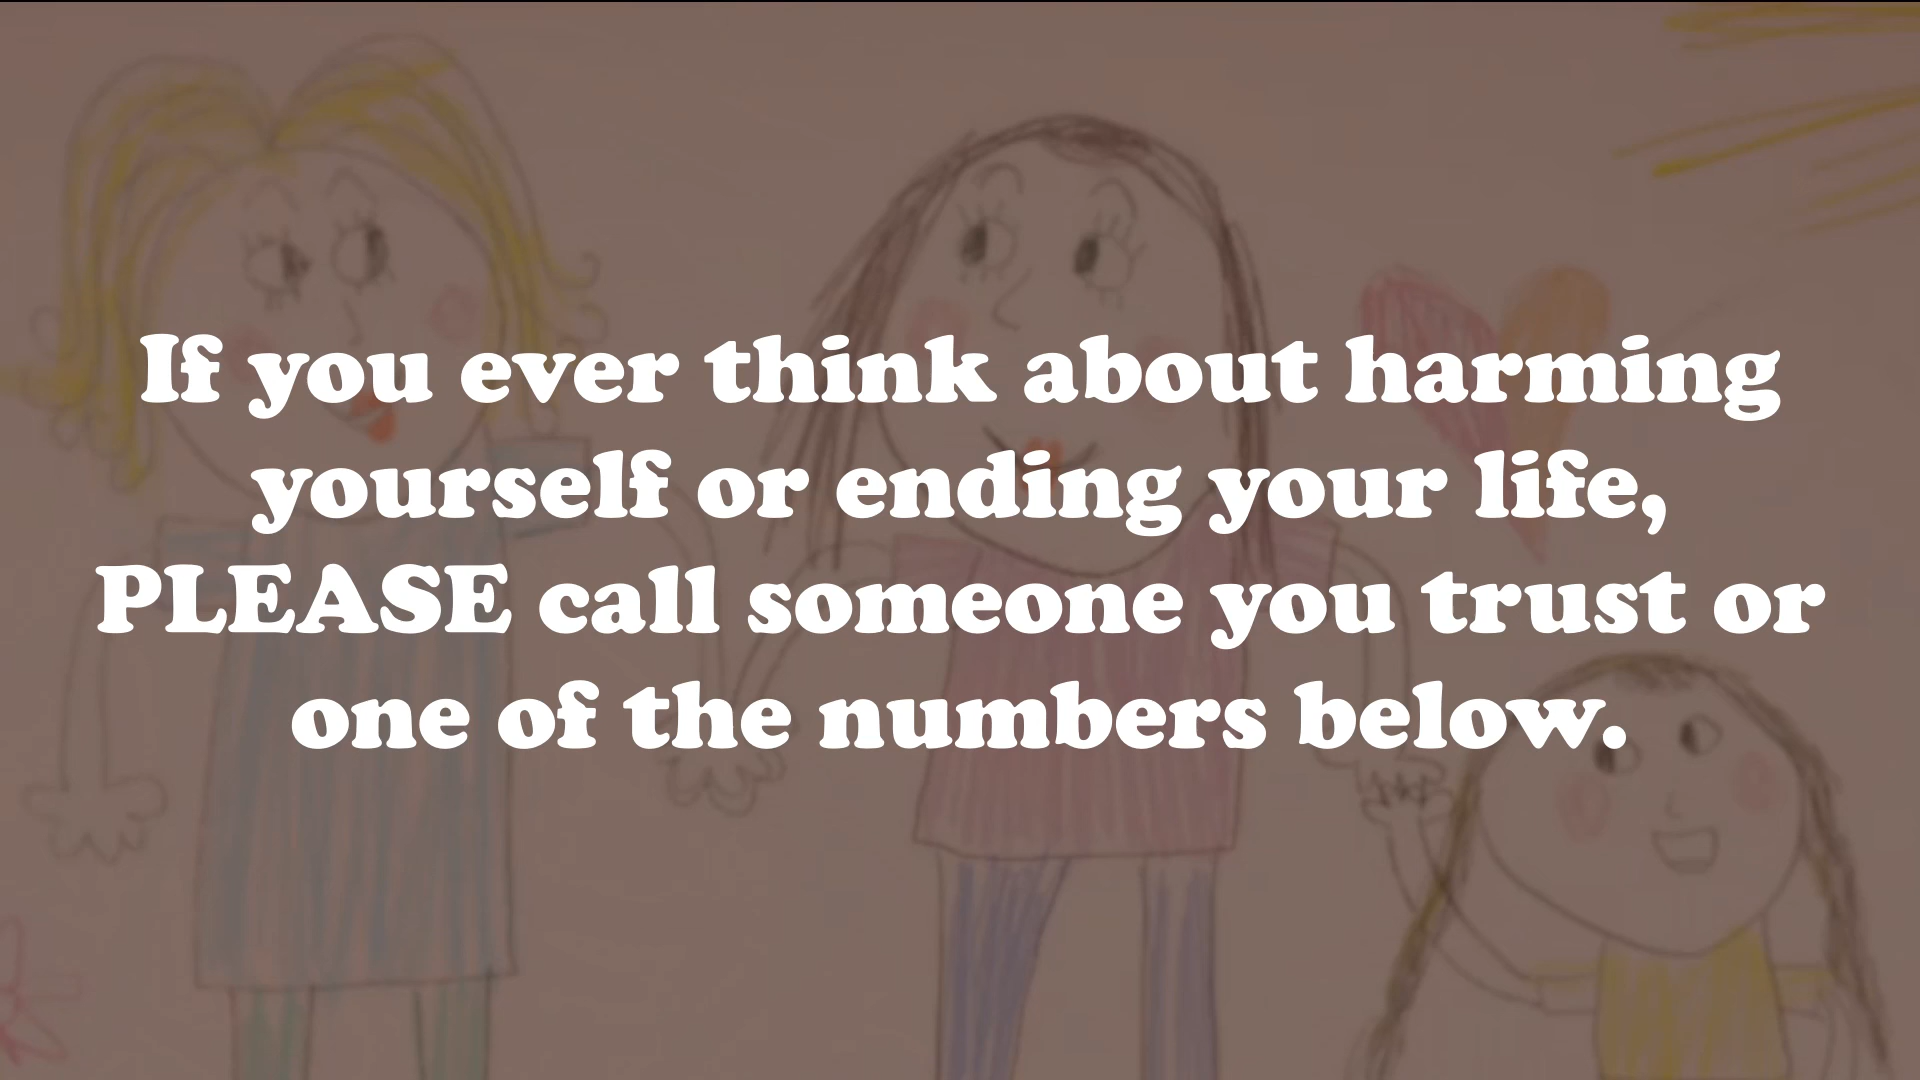 If you ever think about harming
yourself or ending your life,
PLEASE call someone you trust or
one of the numbers below.